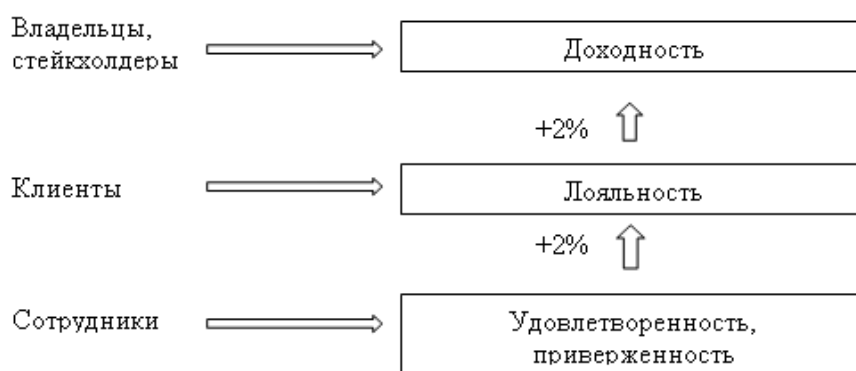 Владельцы,
стейкхолдеры
Доходность
+2%
Клиенты
Лояльность
+2%
Сотрудники
Удовлетворенность,
приверженность